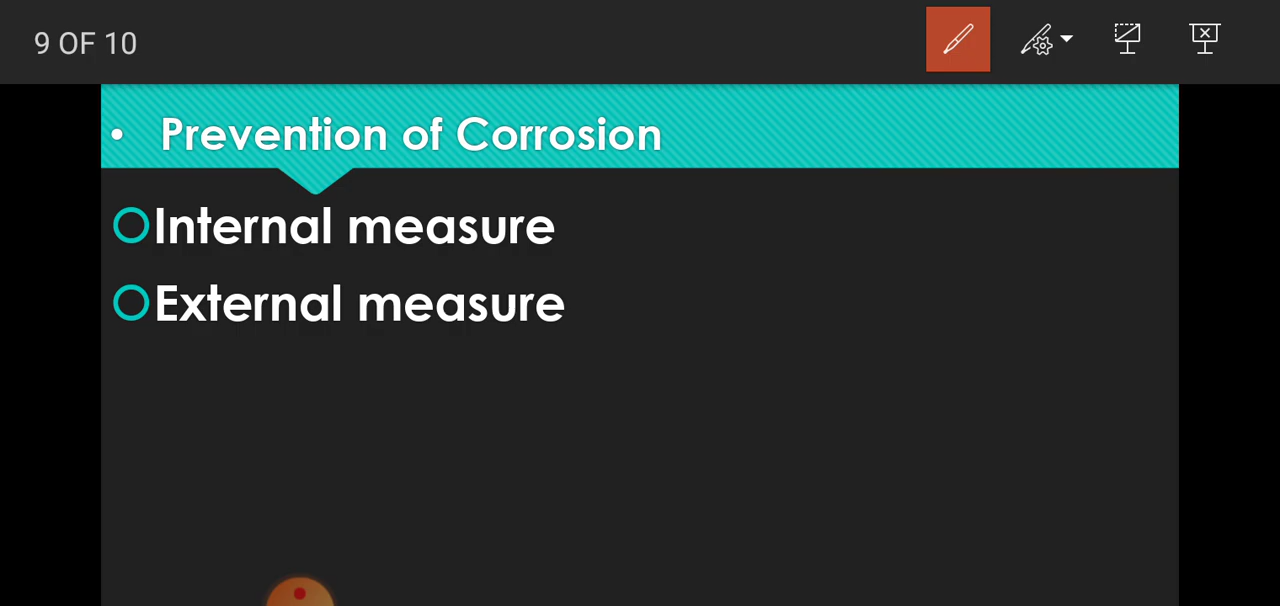 9 OF 10
• Prevention of Corrosion
Internal measure
External measure